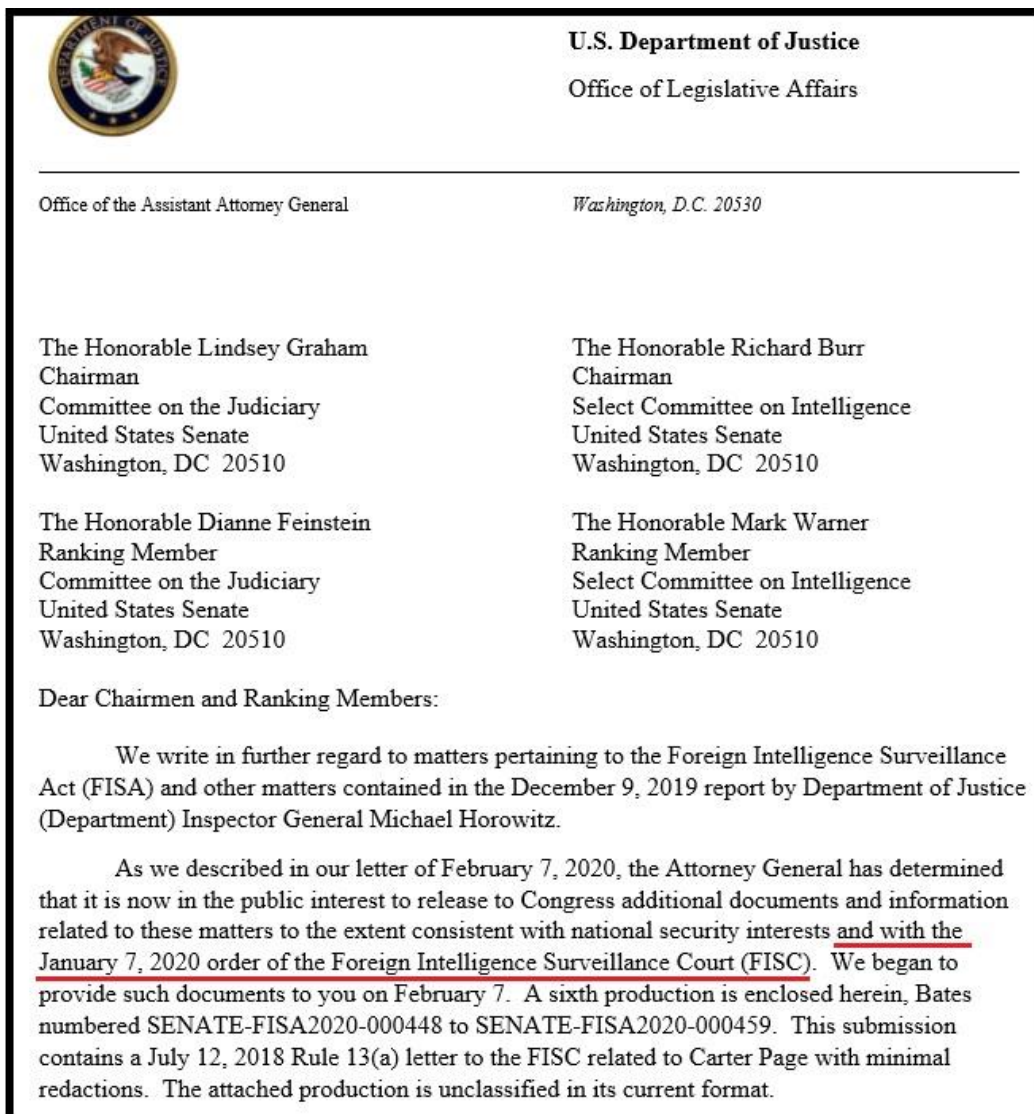 DEPARTMENT OF JUSTICE
U.S. Department of Justice
Office of Legislative Affairs
Office of the Assistant Attorney General
Washington, D.C. 20530
The Honorable Lindsey Graham
Chairman
Committee on the Judiciary
United States Senate
Washington, DC 20510
The Honorable Richard Burr
Chairman
Select Committee on Intelligence
United States Senate
Washington, DC 20510
The Honorable Dianne Feinstein
Ranking Member
Committee on the Judiciary
United States Senate
Washington, DC 20510
The Honorable Mark Warner
Ranking Member
Select Committee on Intelligence
United States Senate
Washington, DC 20510
Dear Chairmen and Ranking Members:
We write in further regard to matters pertaining to the Foreign Intelligence Surveillance
Act (FISA) and other matters contained in the December 9, 2019 report by Department of Justice
(Department) Inspector General Michael Horowitz.
As we described in our letter of February 7, 2020, the Attorney General has determined
that it is now in the public interest to release to Congress additional documents and information
related to these matters to the extent consistent with national security interests and with the
January 7, 2020 order of the Foreign Intelligence Surveillance Court (FISC). We began to
provide such documents to you on February 7. A sixth production is enclosed herein, Bates
numbered SENATE-FISA2020-000448 to SENATE-FISA2020-000459. This submission
contains a July 12, 2018 Rule 13(a) letter to the FISC related to Carter Page with minimal
redactions. The attached production is unclassified in its current format.